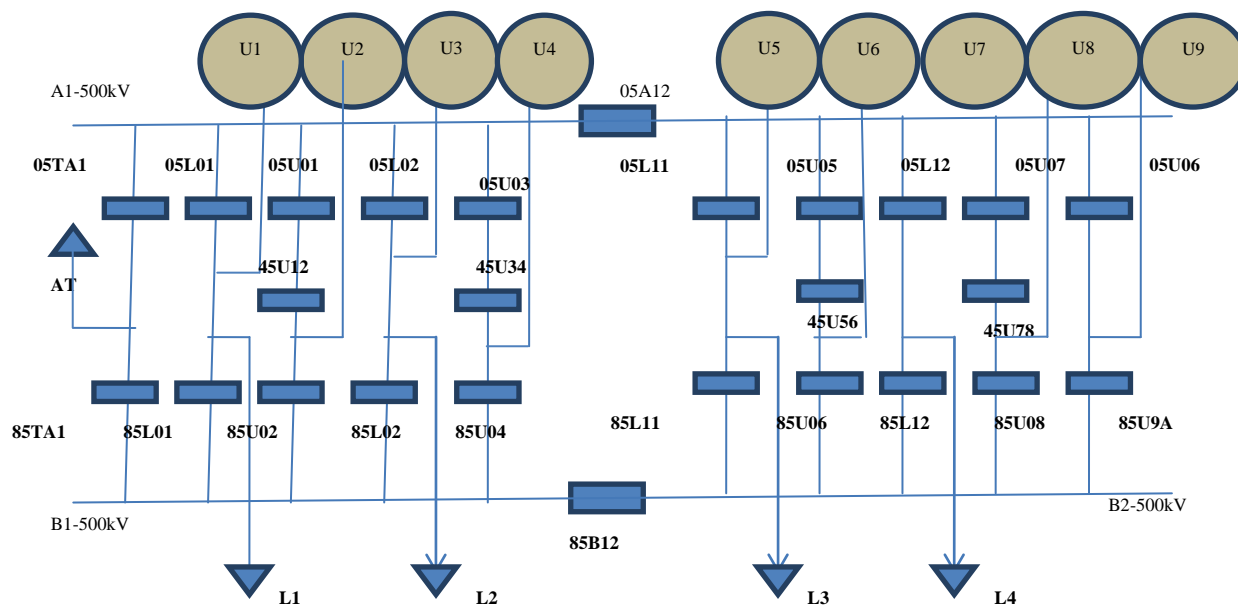 U1 U2 U3 U4 U5 U6 U7 U8 U9
A1-500kV 05A12
05TA1 05L01 05U01 05L02 05U03 05L11 05U05 05L12 05U07 05U06
AT 45U12 45U34 45U56 45U78
85TA1 85L01 85U02 85L02 85U04 85L11 85U06 85L12 85U08 85U9A
B1-500kV 85B12 B2-500kV
L1 L2 L3 L4